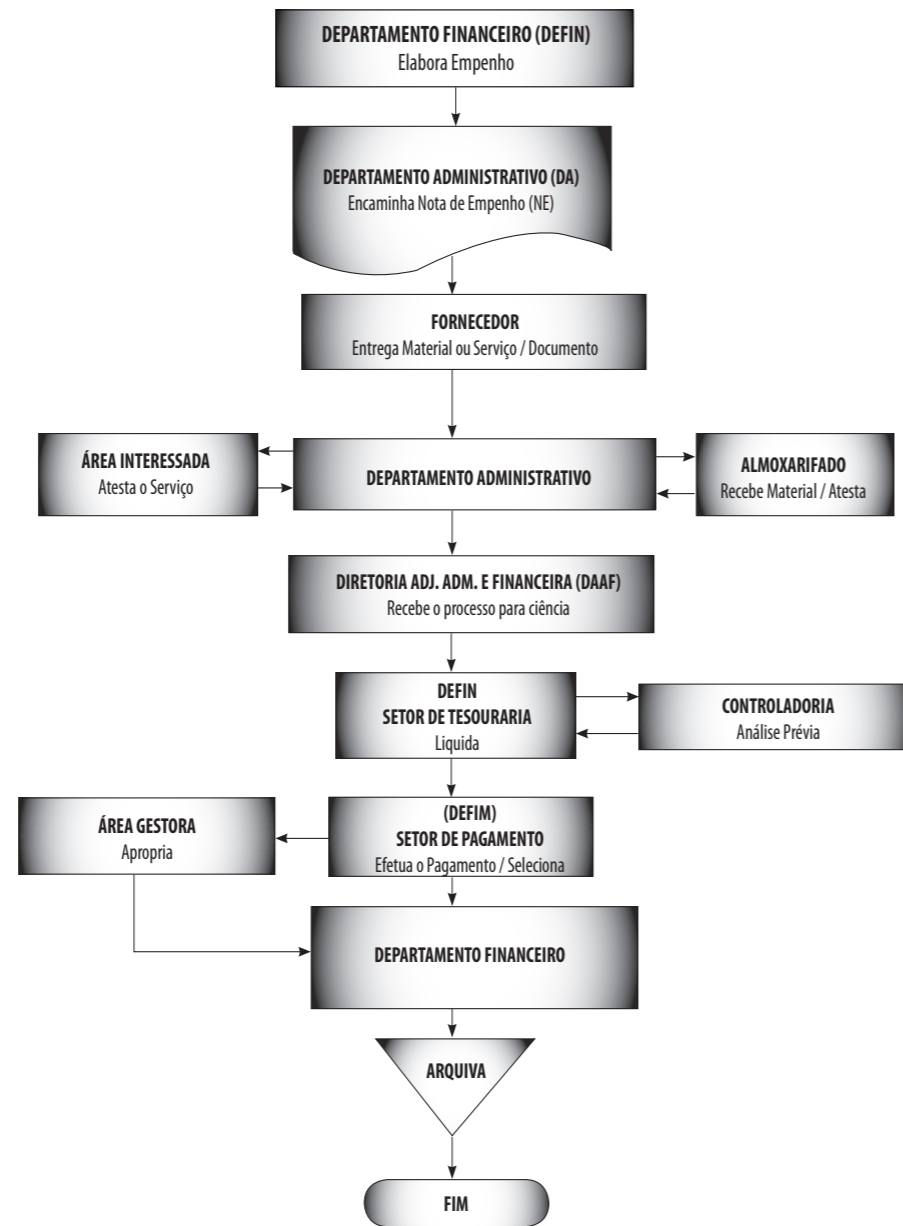 DEPARTAMENTO FINANCEIRO (DEFIN)
Elabora Empenho
DEPARTAMENTO ADMINISTRATIVO (DA)
Encaminha Nota de Empenho (NE)
FORNECEDOR
Entrega Material ou Serviço / Documento
ÁREA INTERESSADA
Atesta o Serviço
DEPARTAMENTO ADMINISTRATIVO
ALMOXARIFADO
Recebe Material / Atesta
DIRETORIA ADJ. ADM. E FINANCEIRA (DAAF)
Recebe o processo para ciência
DEFIN
SETOR DE TESOURARIA
Liquida
CONTROLADORIA
Análise Prévia
ÁREA GESTORA
Apropria
(DEFIM)
SETOR DE PAGAMENTO
Efetua o Pagamento / Seleciona
DEPARTAMENTO FINANCEIRO
ARQUIVA
FIM